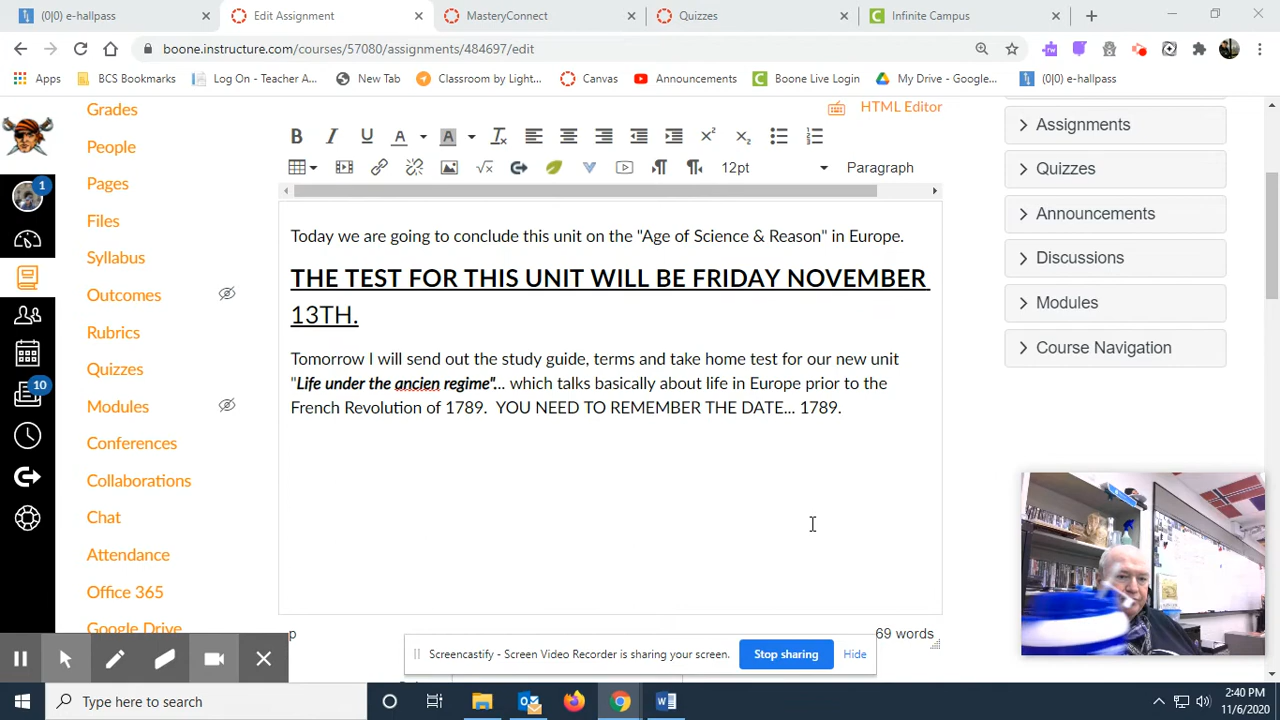 (0|0) e-hallpass
Edit Assignment
MasteryConnect
Quizzes
Infinite Campus
boone.instructure.com/courses/57080/assignments/484697/edit
Apps
BCS Bookmarks
Log On - Teacher A...
New Tab
Classroom by Light...
Canvas
Announcements
Boone Live Login
My Drive - Google...
(0|0) e-hallpass
Grades
People
Pages
Files
Syllabus
Outcomes
Rubrics
Quizzes
Modules
Conferences
Collaborations
Chat
Attendance
Office 365
Google Drive
1
10
HTML Editor
12pt
Paragraph
Today we are going to conclude this unit on the "Age of Science & Reason" in Europe.
THE TEST FOR THIS UNIT WILL BE FRIDAY NOVEMBER
13TH.
Tomorrow I will send out the study guide, terms and take home test for our new unit
"Life under the ancien regime"... which talks basically about life in Europe prior to the
French Revolution of 1789. YOU NEED TO REMEMBER THE DATE... 1789.
p
69 words
Assignments
Quizzes
Announcements
Discussions
Modules
Course Navigation
Screencastify - Screen Video Recorder is sharing your screen.
Stop sharing
Hide
Type here to search
2:40 PM
11/6/2020